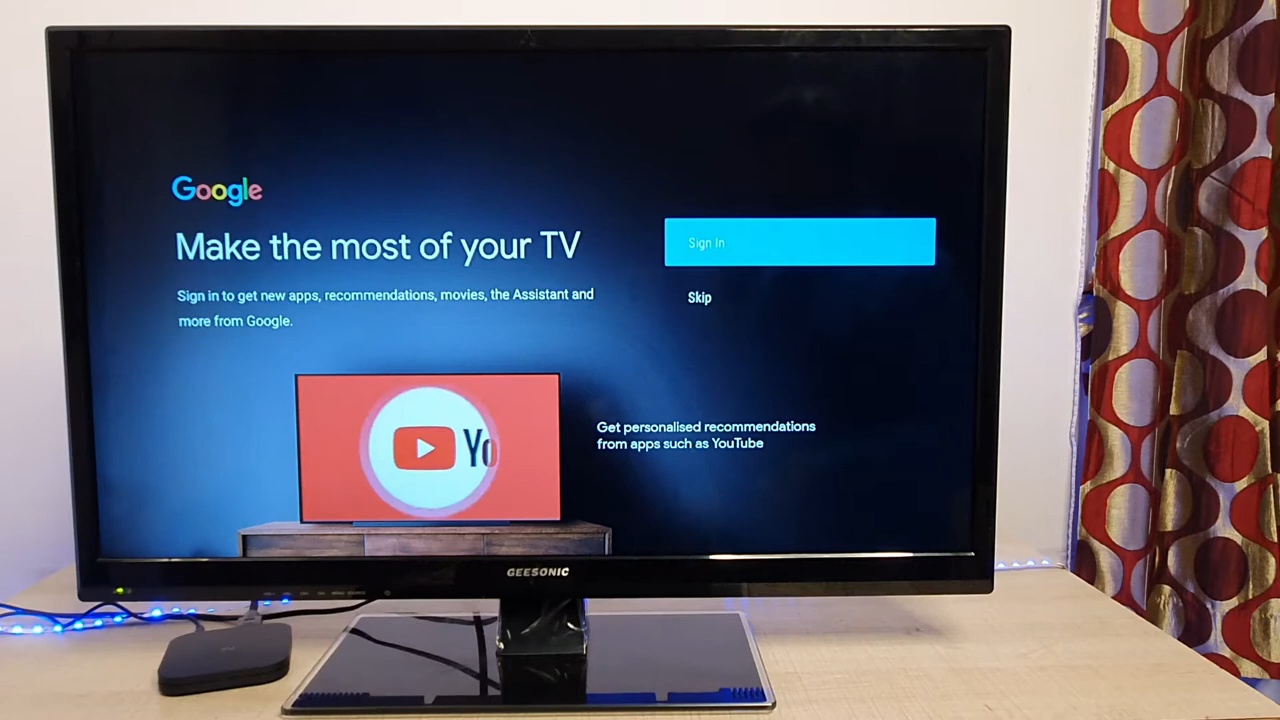 Google
Make the most of your TV
Sign in to get new apps, recommendations, movies, the Assistant and
more from Google.
Sign In
Skip
Yo
Get personalised recommendations
from apps such as YouTube
GEESONIC